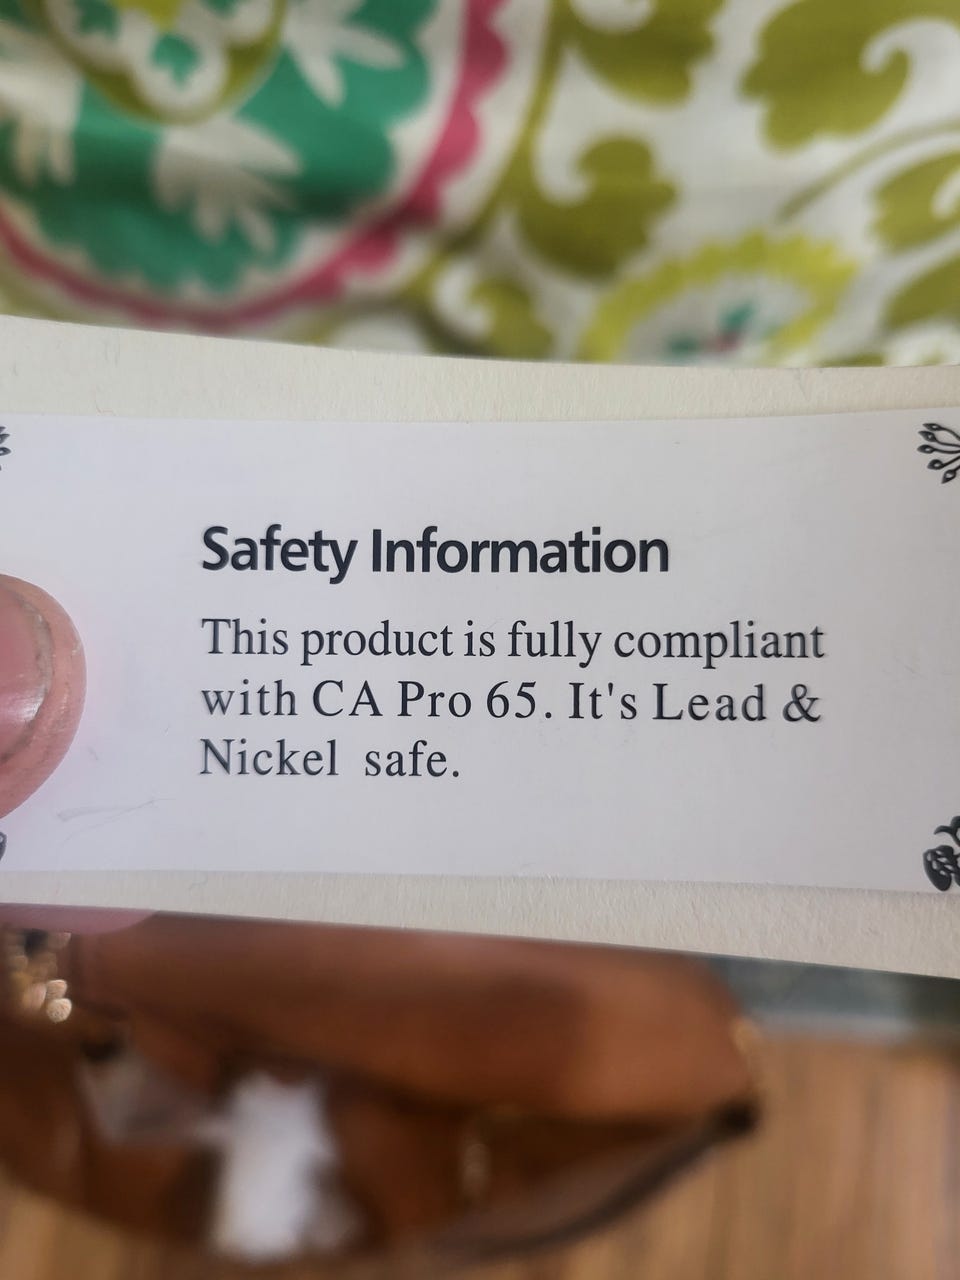 Safety Information
This product is fully compliant
with CA Pro 65. It's Lead &
Nickel safe.